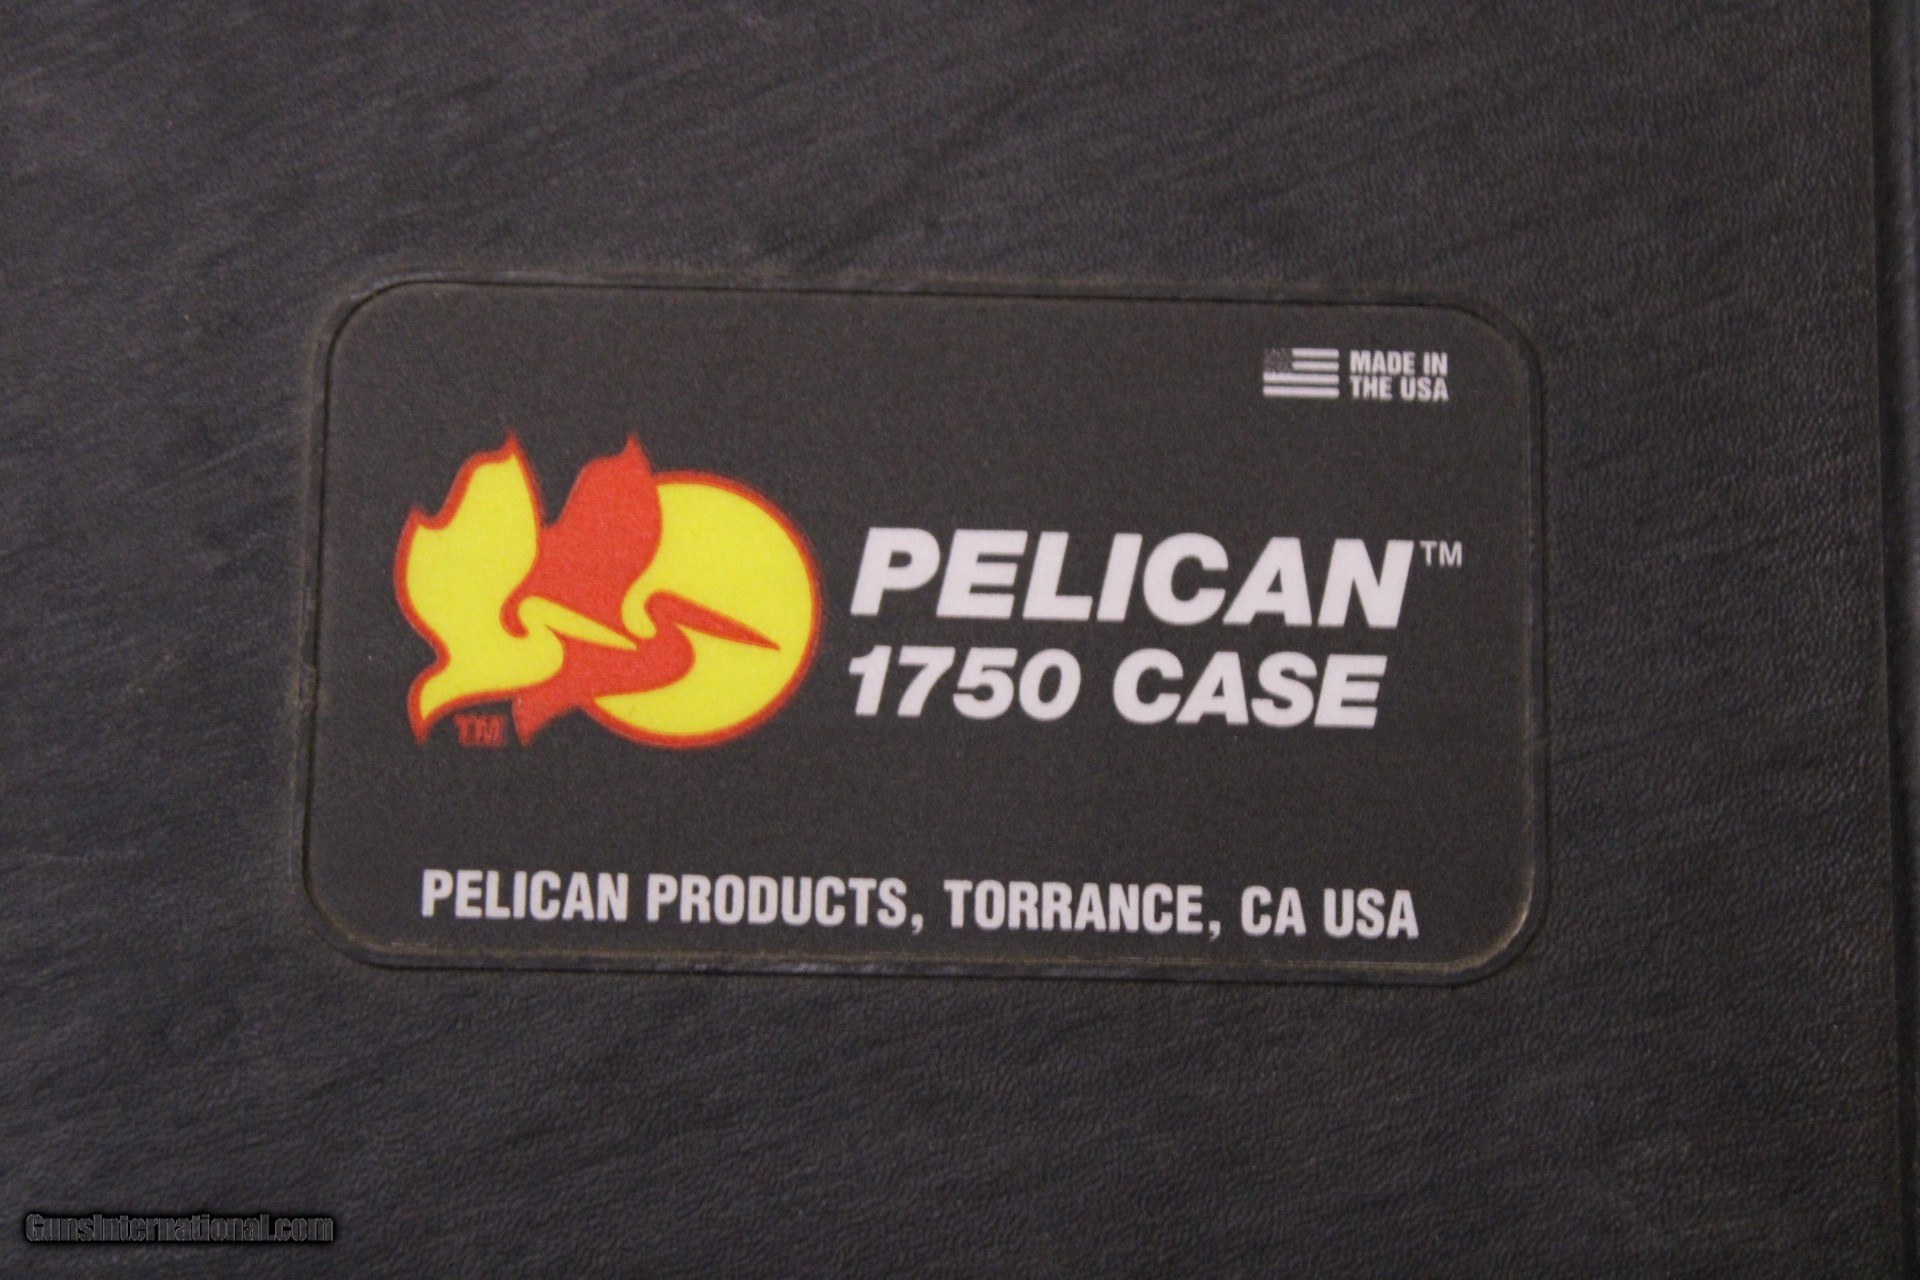 MADE IN
THE USA
PELICAN™
1750 CASE
TM
PELICAN PRODUCTS, TORRANCE, CA USA
GunsInternational.com